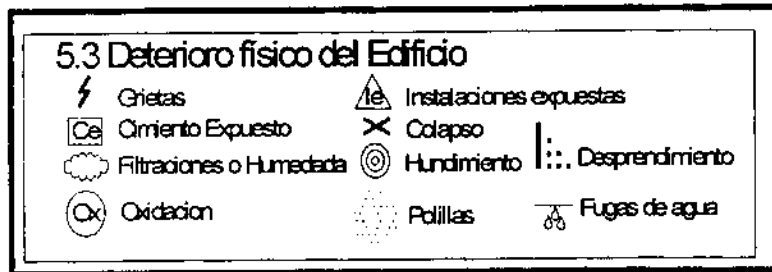 5.3 Deterioro físico del Edificio
Grietas
Ie Instalaciones expuestas
Ce Cimiento Expuesto
Colapso
Filtraciones o Humedada
Hundimiento
Desprendimiento
Ox Oxidacion
Polillas
Fugas de agua